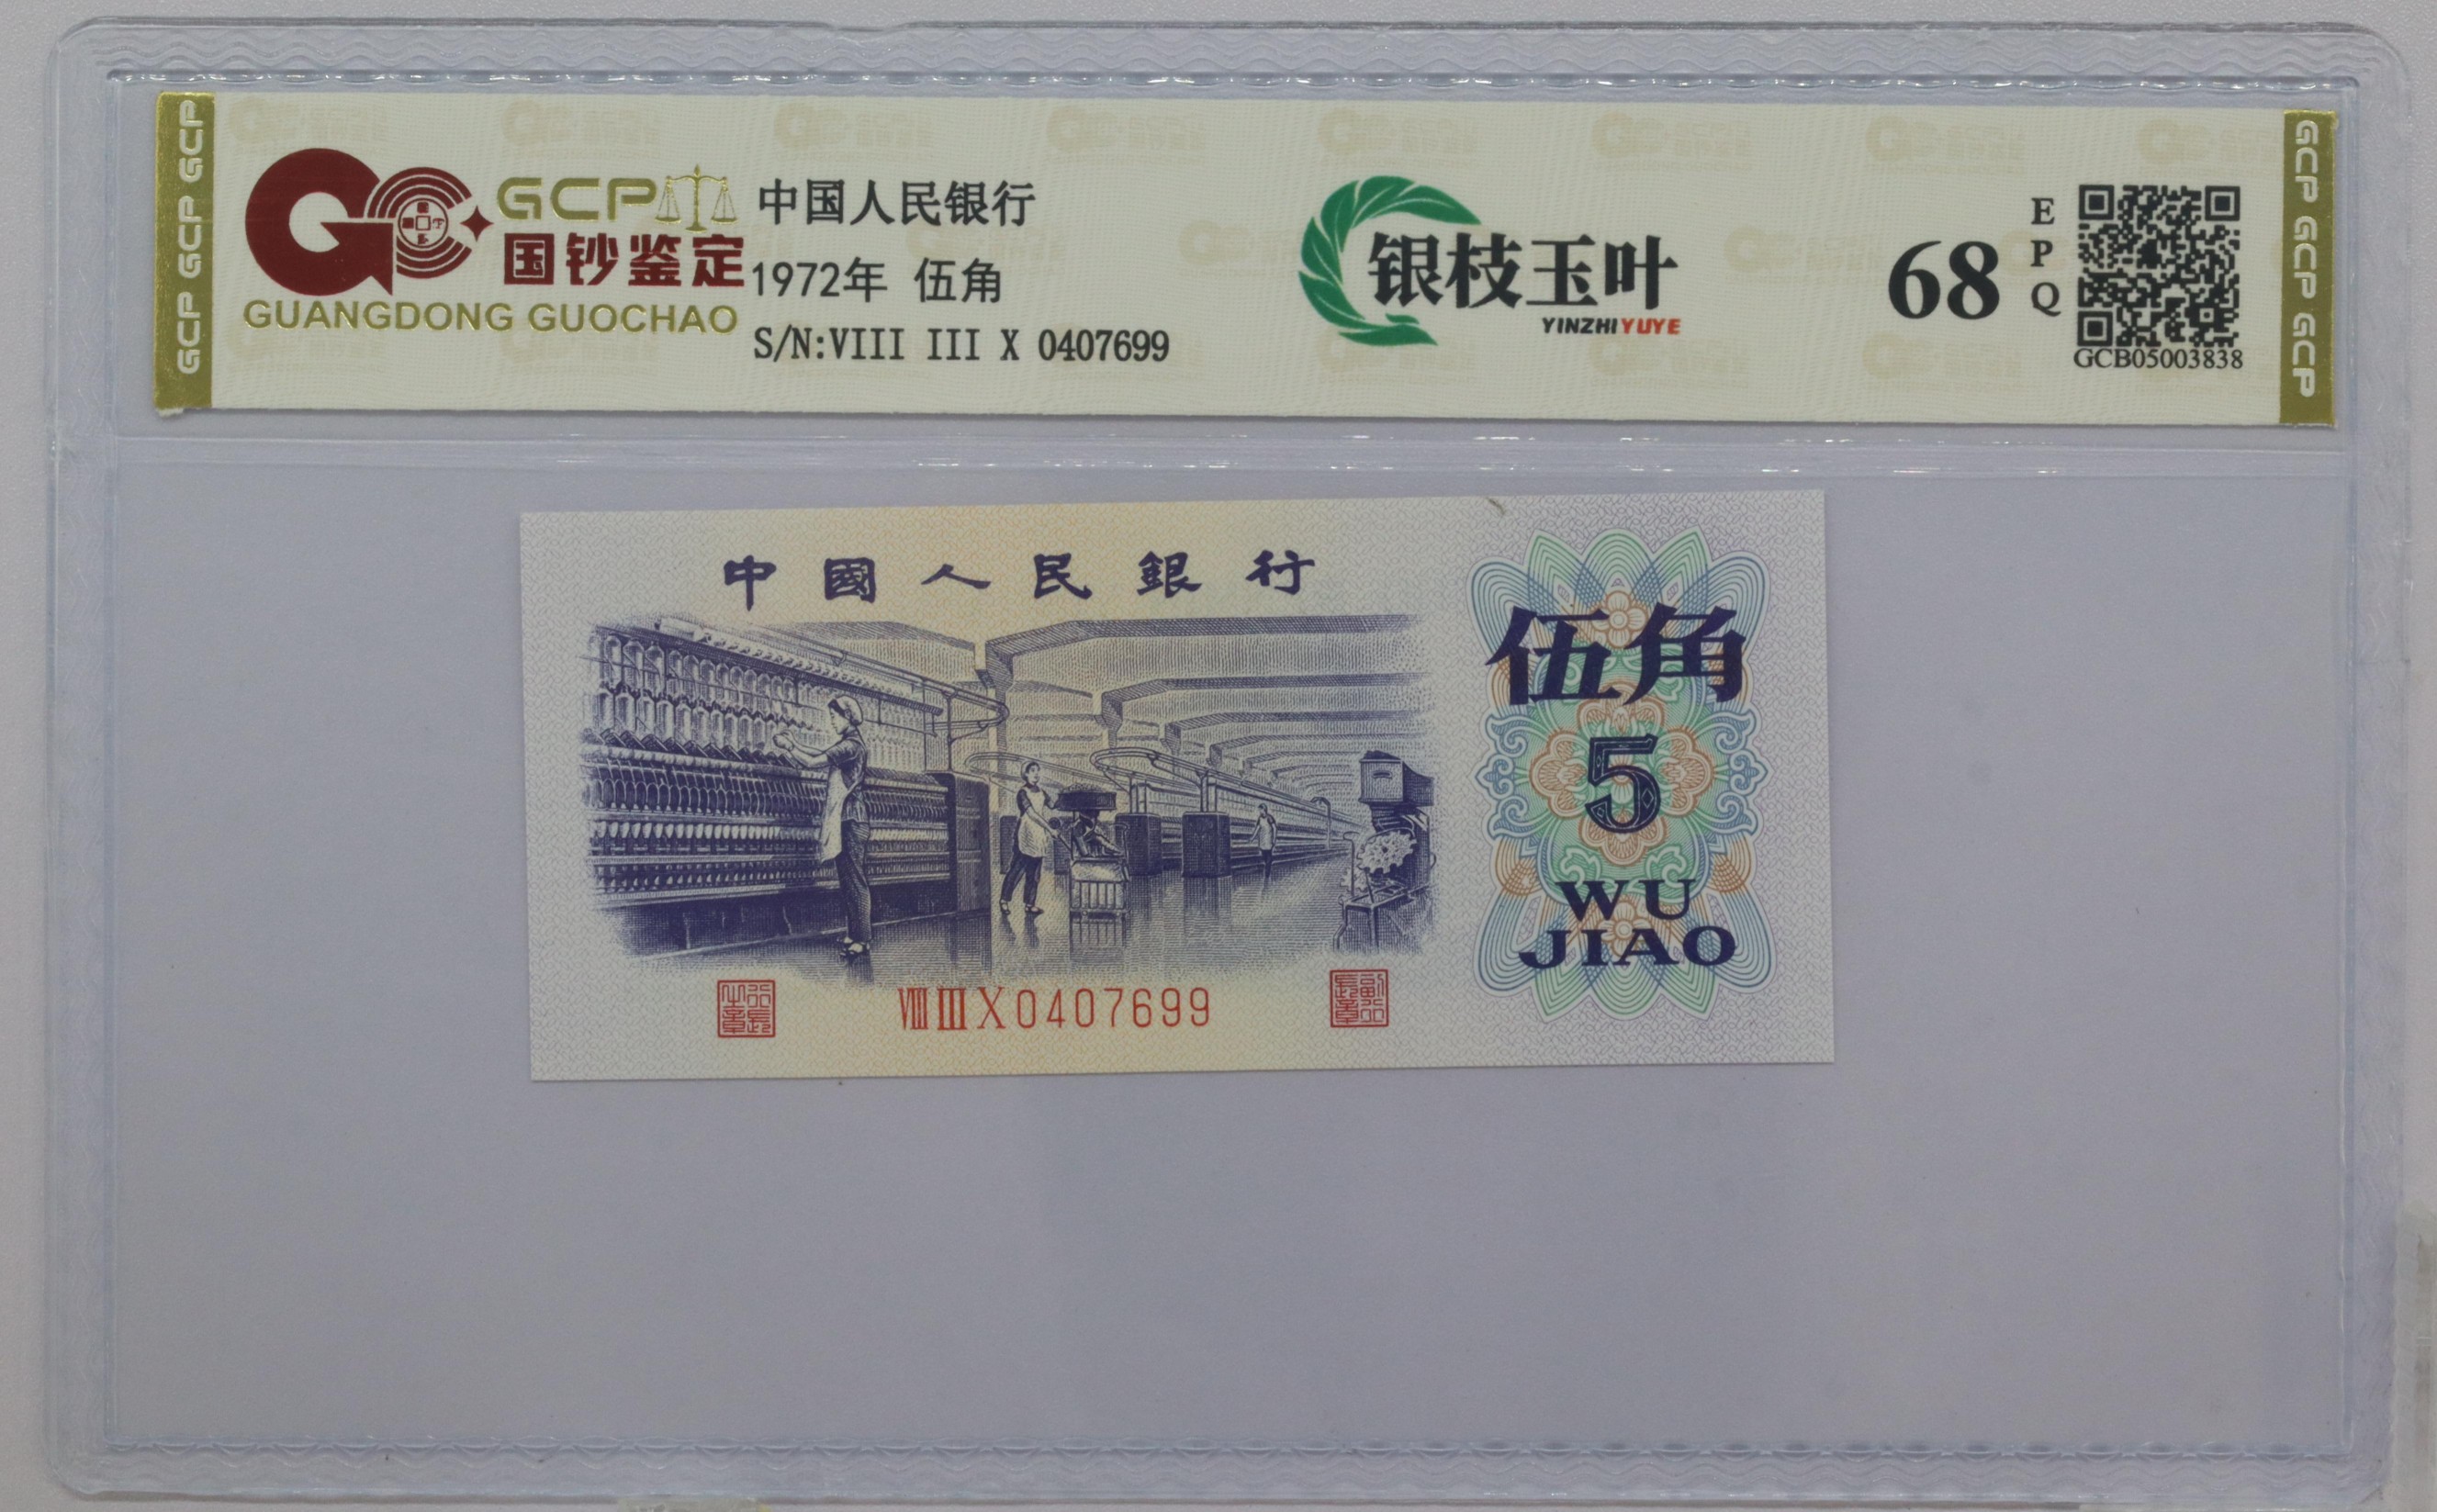 GCP GCP GCP
GCP
国钞鉴定
GUANGDONG GUOCHAO
中国人民银行
1972年 伍角
S/N:VIII III X 0407699
银枝玉叶
YINZHIYUYE
68
EPQ
GCB05003838
GCP GCP GCP
中國人民銀行
伍角
5
WU
JIAO
VIII III X 0407699